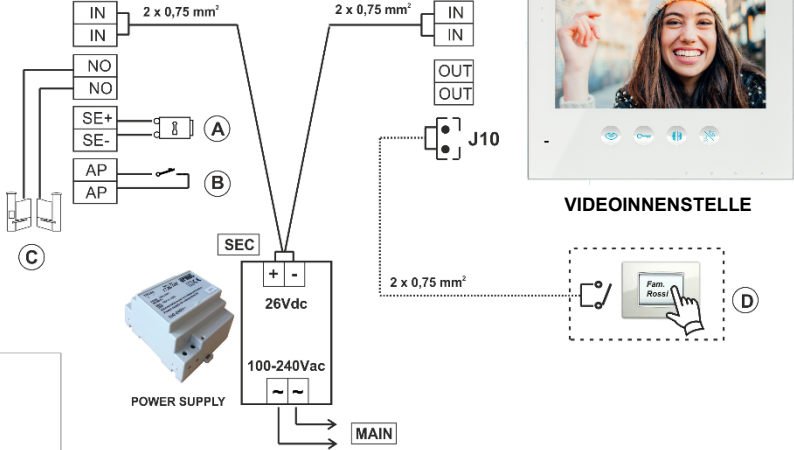 IN
IN
2 x 0,75 mm²
2 x 0,75 mm²
IN
IN
NO
NO
OUT
OUT
SE+
SE-
A
J10
AP
AP
B
VIDEOINNENSTELLE
C
SEC
+ -
26Vdc
2 x 0,75 mm²
Fam.
Rossi
D
100-240Vac
~ ~
POWER SUPPLY
MAIN